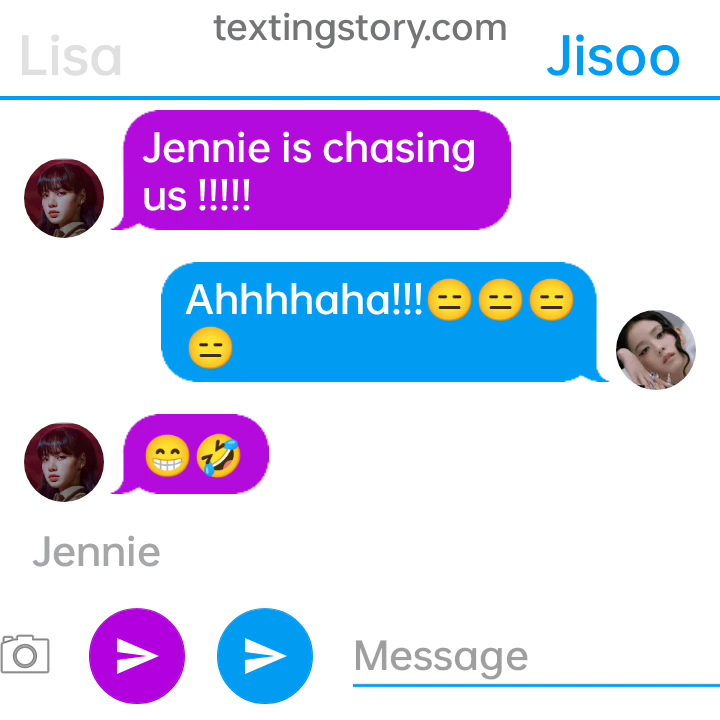 textingstory.com
Lisa
Jisoo
Jennie is chasing
us !!!!!
Ahhhhaha!!!😑😑😑
😑
😁🤣
Jennie
Message